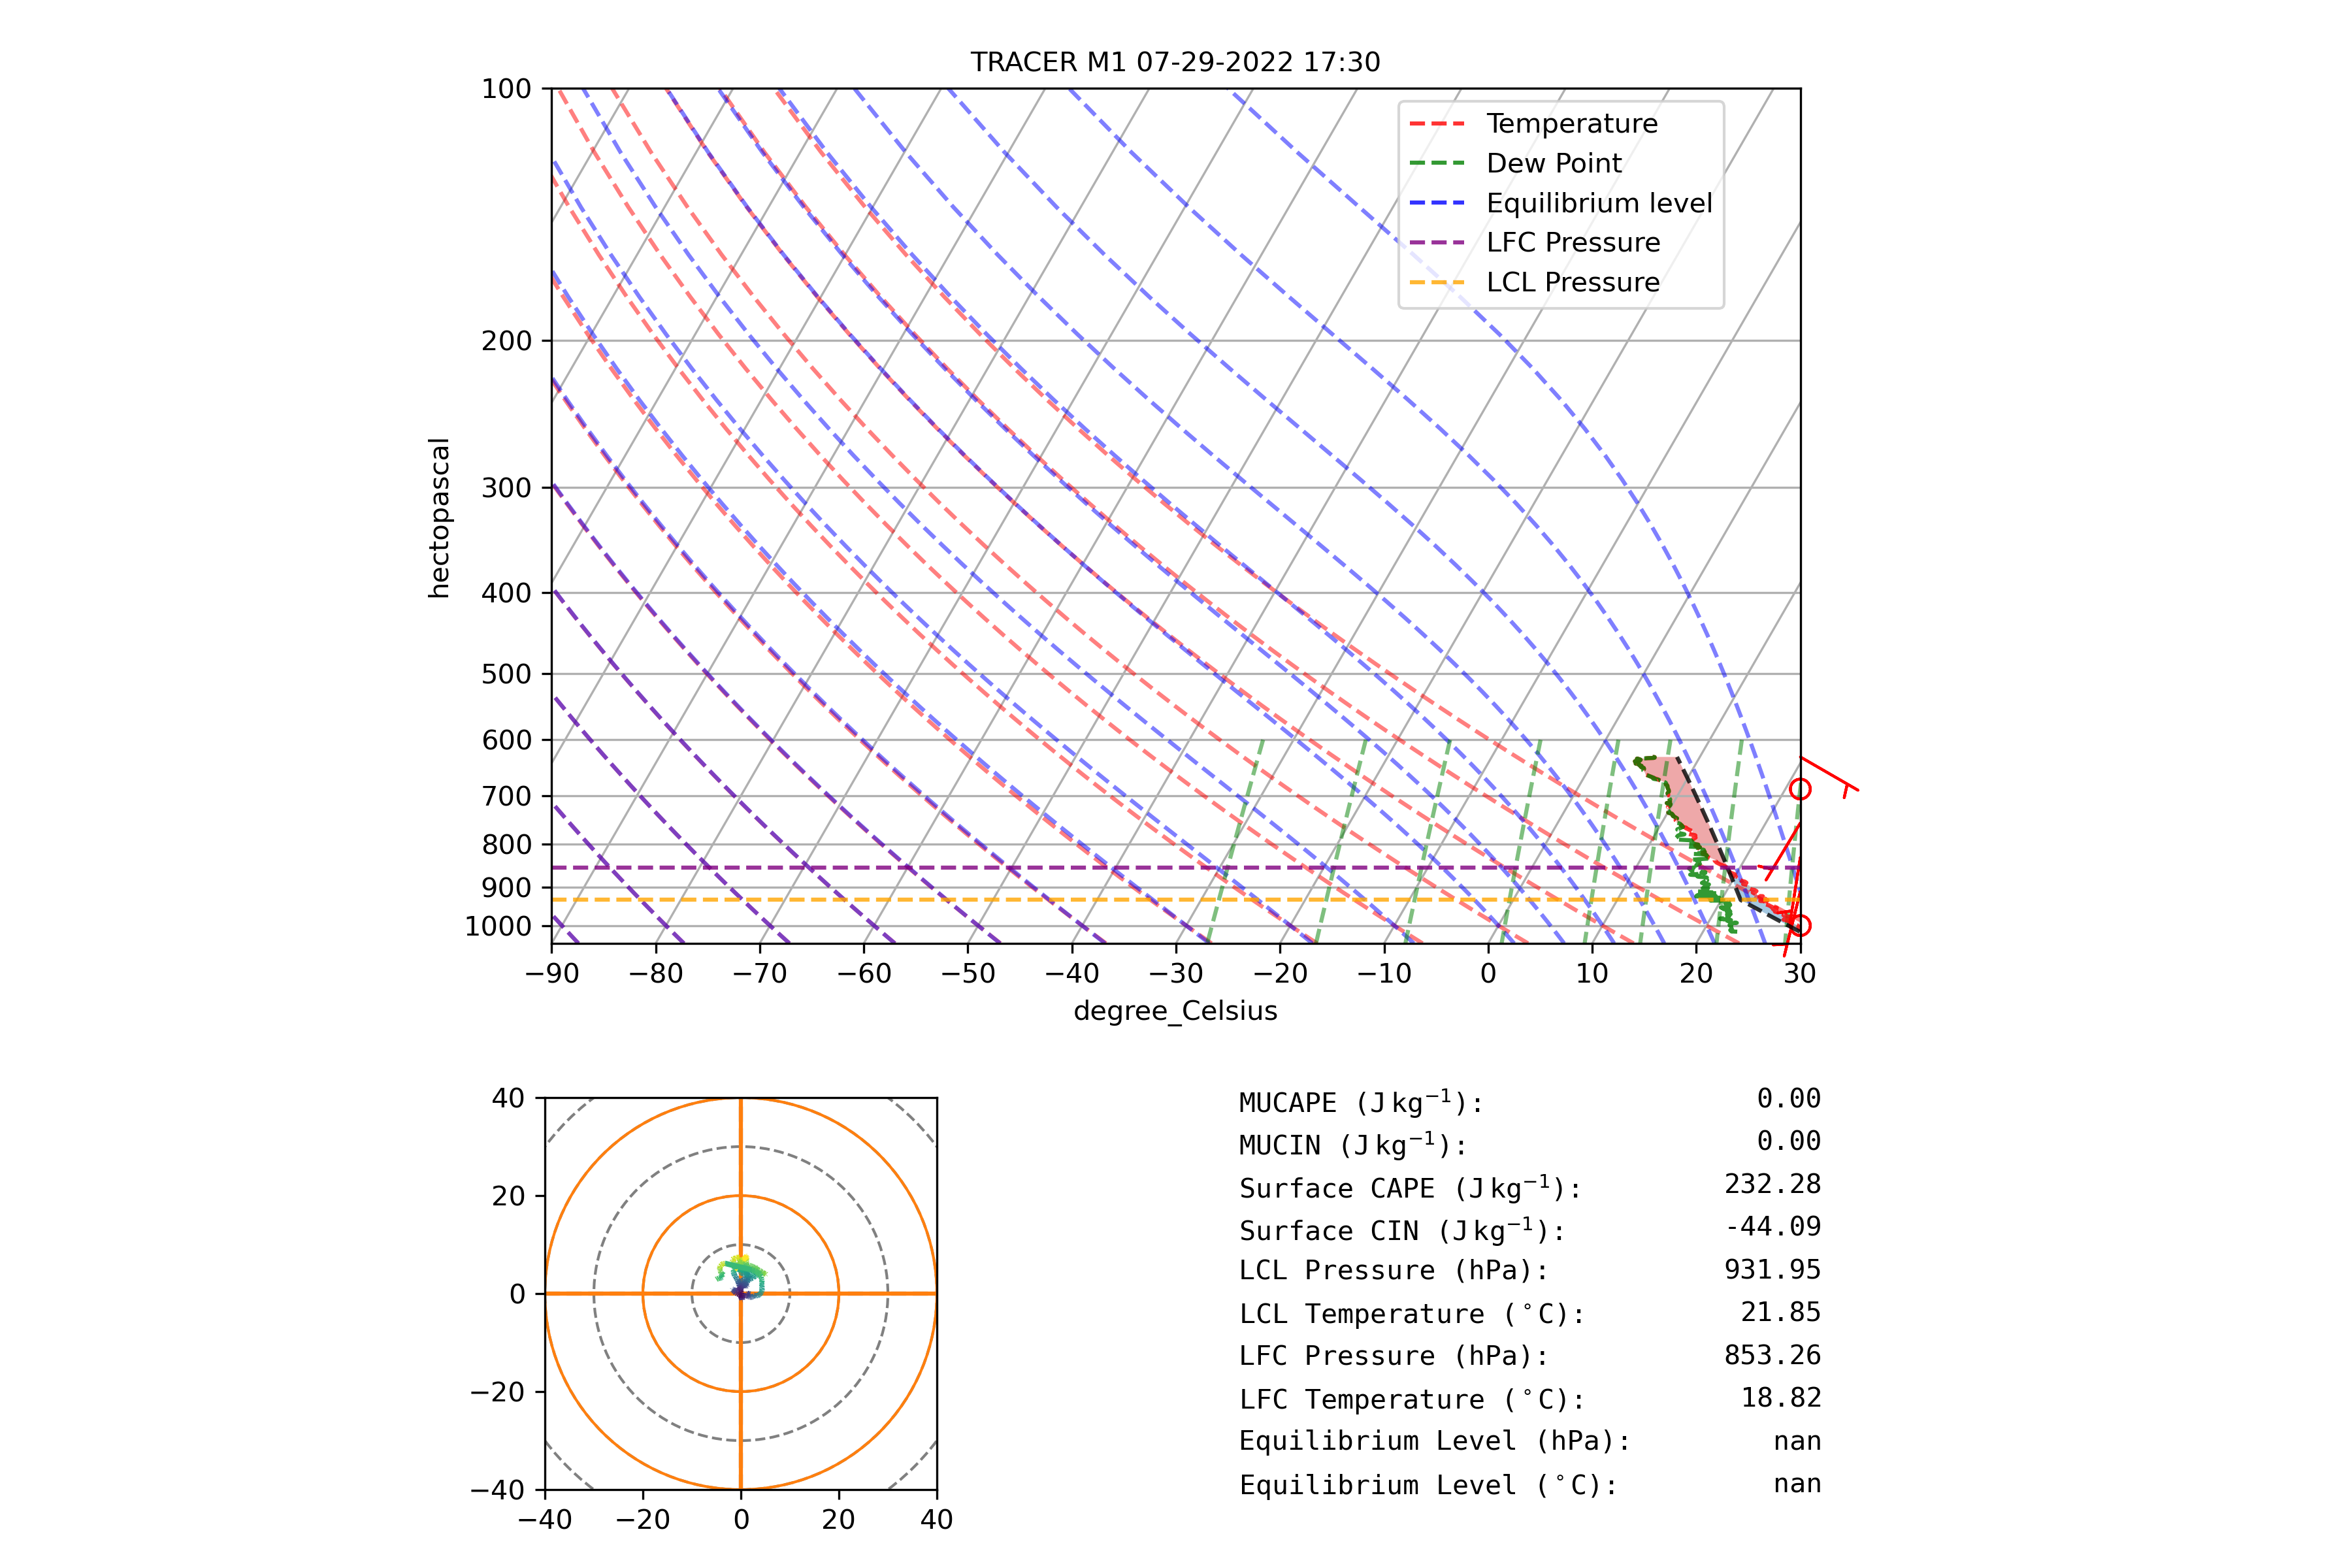 TRACER M1 07-29-2022 17:30
100
200
300
400
500
600
700
800
900
1000
hectopascal
Temperature
Dew Point
Equilibrium level
LFC Pressure
LCL Pressure
−90 −80 −70 −60 −50 −40 −30 −20 −10 0 10 20 30
degree_Celsius
40
20
0
−20
−40
−40 −20 0 20 40
MUCAPE (J kg⁻¹): 0.00
MUCIN (J kg⁻¹): 0.00
Surface CAPE (J kg⁻¹): 232.28
Surface CIN (J kg⁻¹): -44.09
LCL Pressure (hPa): 931.95
LCL Temperature (°C): 21.85
LFC Pressure (hPa): 853.26
LFC Temperature (°C): 18.82
Equilibrium Level (hPa): nan
Equilibrium Level (°C): nan